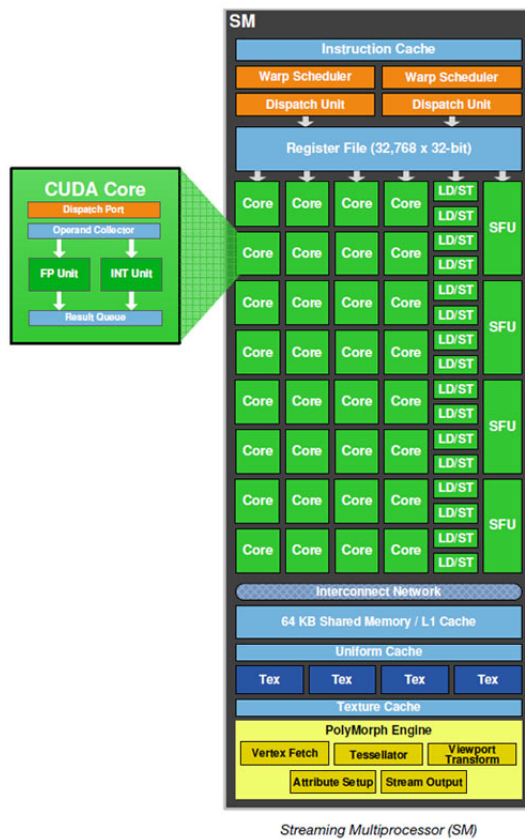 SM
Instruction Cache
Warp Scheduler Warp Scheduler
Dispatch Unit Dispatch Unit
Register File (32,768 x 32-bit)
CUDA Core
Dispatch Port
Operand Collector
FP Unit INT Unit
Result Queue
Core Core Core Core LD/ST SFU
LD/ST
Core Core Core Core LD/ST
LD/ST
Core Core Core Core LD/ST SFU
LD/ST
Core Core Core Core LD/ST
LD/ST
Core Core Core Core LD/ST SFU
LD/ST
Core Core Core Core LD/ST
LD/ST
Core Core Core Core LD/ST SFU
LD/ST
Core Core Core Core LD/ST
LD/ST
Interconnect Network
64 KB Shared Memory / L1 Cache
Uniform Cache
Tex Tex Tex Tex
Texture Cache
PolyMorph Engine
Vertex Fetch Tessellator Viewport
Transform
Attribute Setup Stream Output
Streaming Multiprocessor (SM)